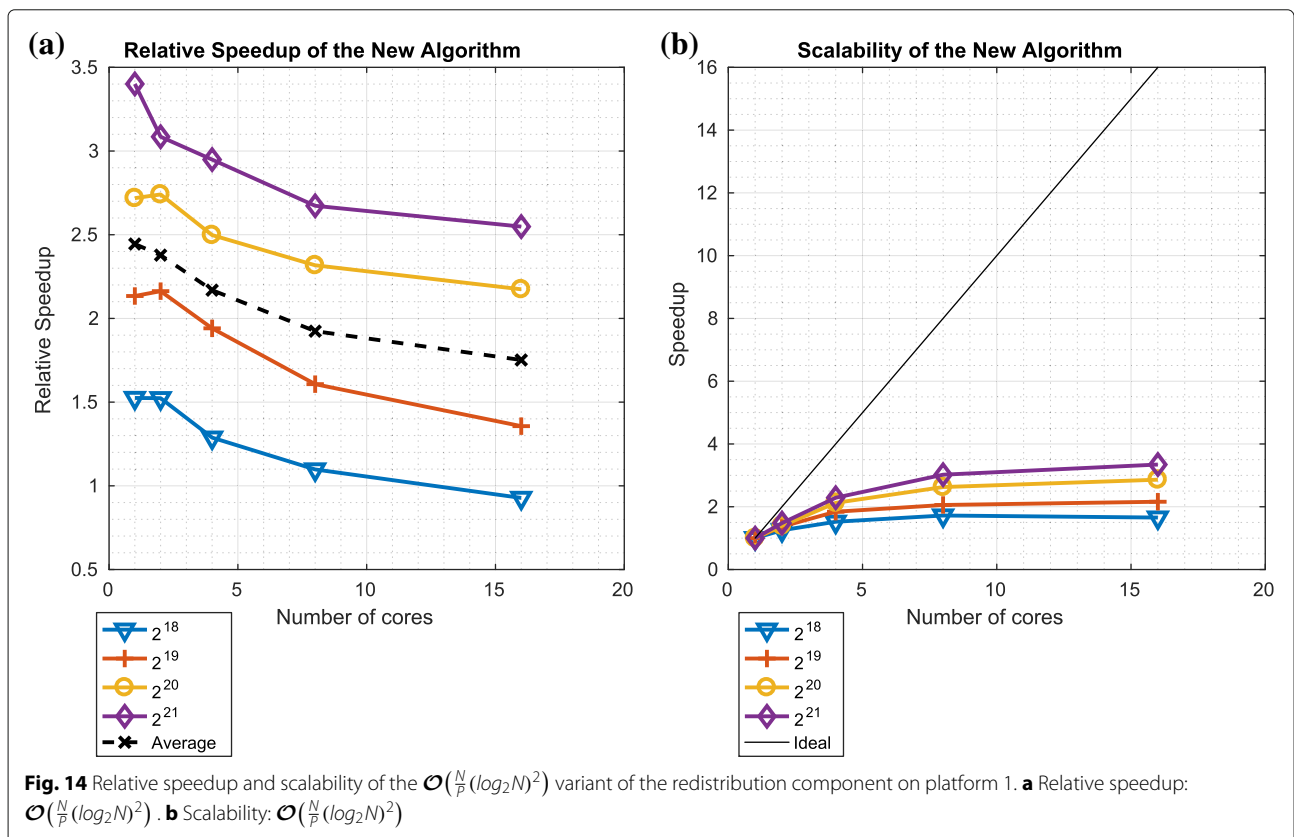 (a)
Relative Speedup of the New Algorithm
3.5
3
2.5
2
1.5
1
0.5
Relative Speedup
0 5 10 15 20
Number of cores
2^18
2^19
2^20
2^21
Average
(b)
Scalability of the New Algorithm
16
14
12
10
8
6
4
2
0
Speedup
0 5 10 15 20
Number of cores
2^18
2^19
2^20
2^21
Ideal
Fig. 14 Relative speedup and scalability of the 𝓞(N/P (log₂N)²) variant of the redistribution component on platform 1. a Relative speedup:
𝓞(N/P (log₂N)²) . b Scalability: 𝓞(N/P (log₂N)²)